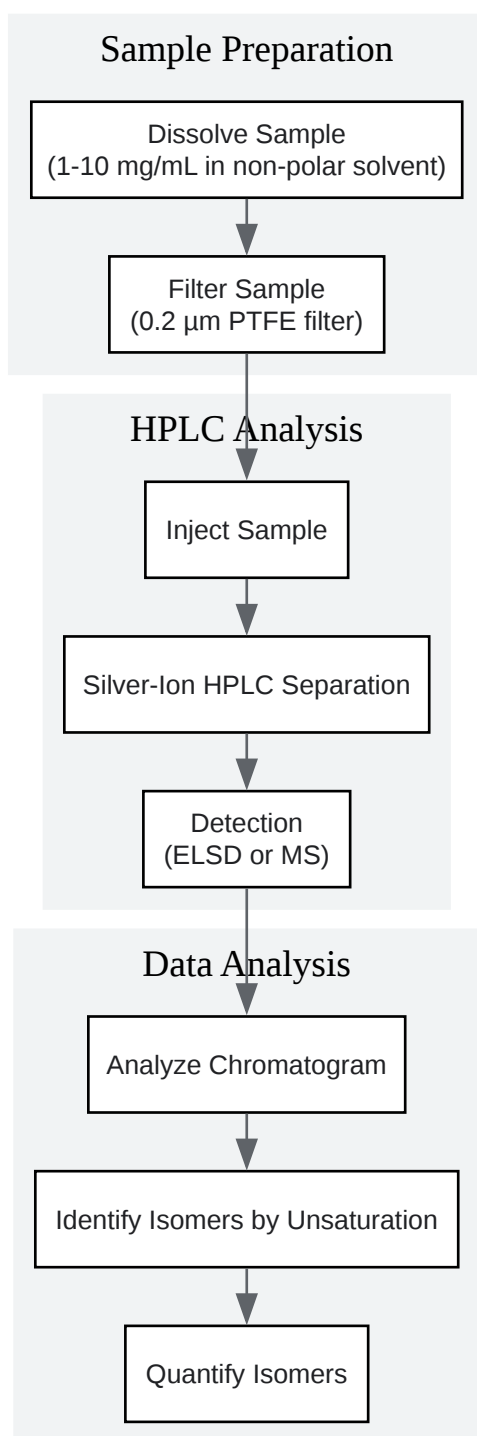 Sample Preparation
Dissolve Sample
(1-10 mg/mL in non-polar solvent)
Filter Sample
(0.2 µm PTFE filter)
HPLC Analysis
Inject Sample
Silver-Ion HPLC Separation
Detection
(ELSD or MS)
Data Analysis
Analyze Chromatogram
Identify Isomers by Unsaturation
Quantify Isomers